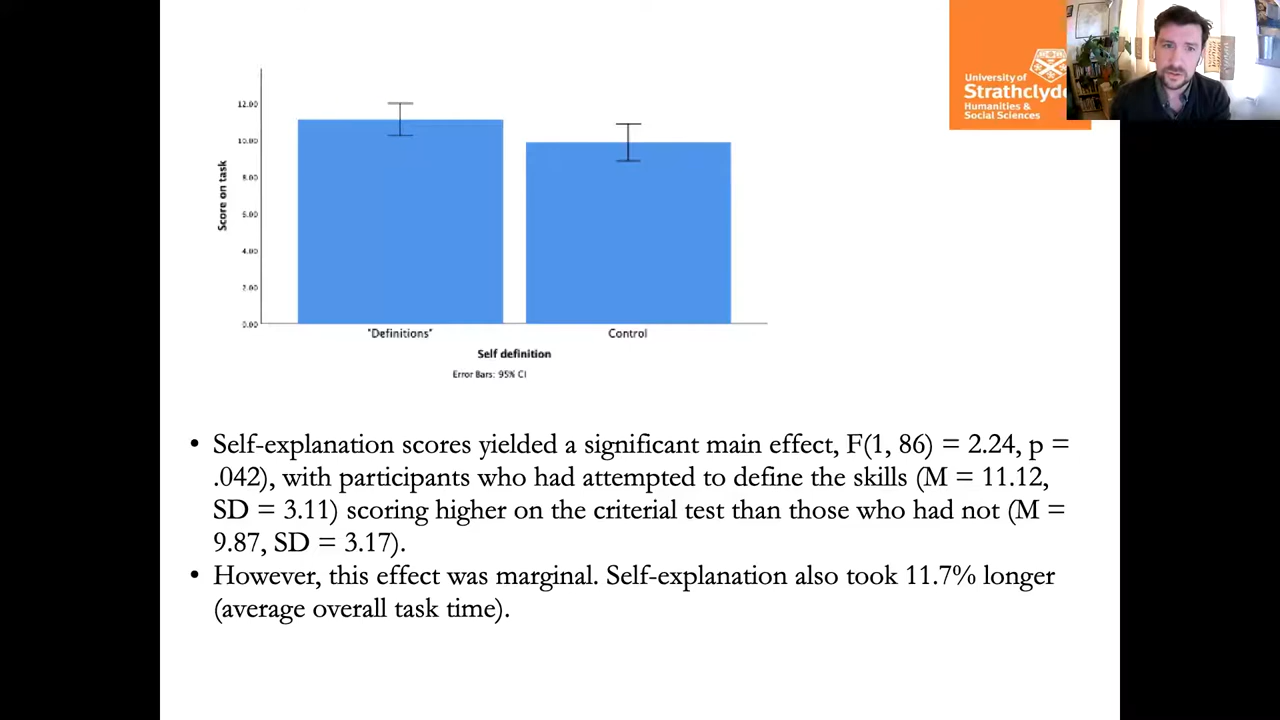 University of
Strathclyde
Humanities &
Social Sciences
12.00
10.00
8.00
6.00
4.00
2.00
0.00
Score on task
"Definitions"
Control
Self definition
Error Bars: 95% CI
• Self-explanation scores yielded a significant main effect, F(1, 86) = 2.24, p =
.042), with participants who had attempted to define the skills (M = 11.12,
SD = 3.11) scoring higher on the criterial test than those who had not (M =
9.87, SD = 3.17).
• However, this effect was marginal. Self-explanation also took 11.7% longer
(average overall task time).